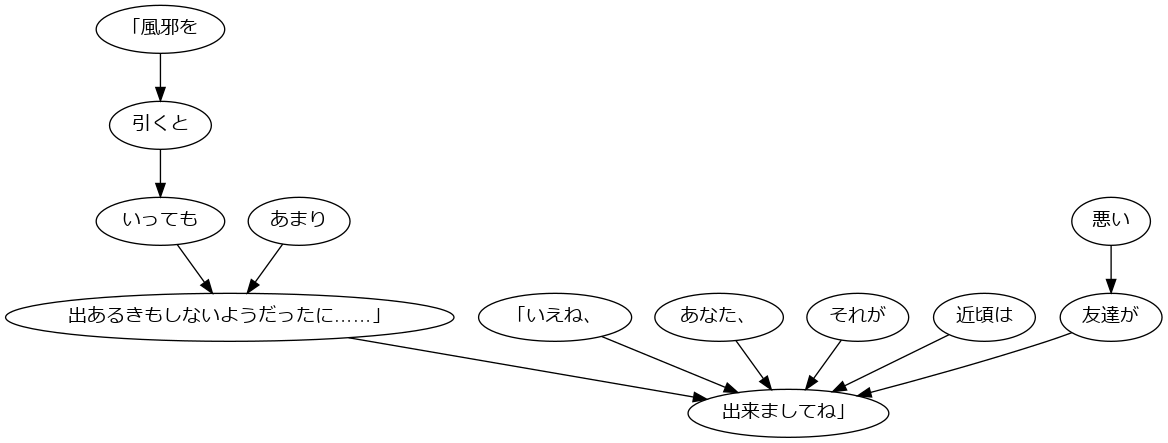 「風邪を
引くと
いっても
あまり
悪い
出あるきもしないようだったに……」
「いえね、
あなた、
それが
近頃は
友達が
出来ましてね」